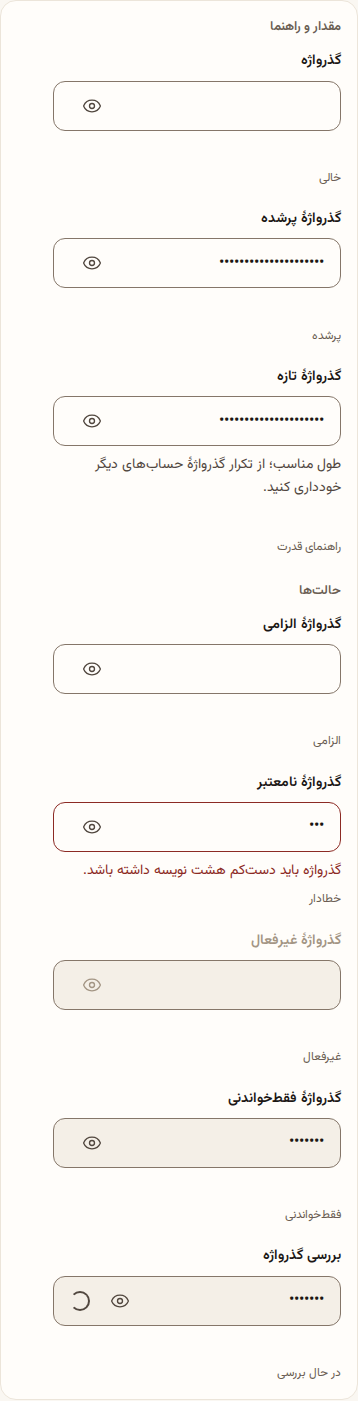 مقدار و راهنما
گذرواژه
خالی
گذرواژهٔ پرشده
•••••••••••••••••••••
پرشده
گذرواژهٔ تازه
•••••••••••••••••••••
طول مناسب؛ از تکرار گذرواژهٔ حساب‌های دیگر
خودداری کنید.
راهنمای قدرت
حالت‌ها
گذرواژهٔ الزامی
الزامی
گذرواژهٔ نامعتبر
•••
گذرواژه باید دست‌کم هشت نویسه داشته باشد.
خطادار
گذرواژهٔ غیرفعال
غیرفعال
گذرواژهٔ فقط‌خواندنی
•••••••
فقط‌خواندنی
بررسی گذرواژه
•••••••
در حال بررسی